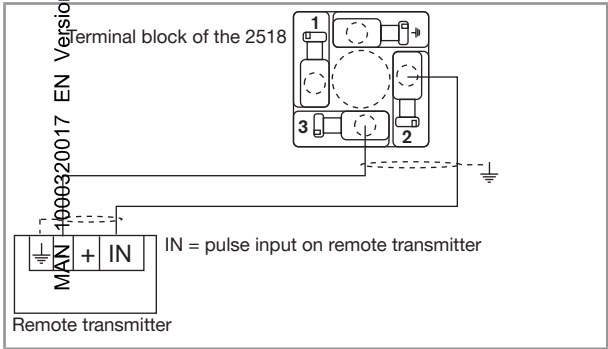 Terminal block of the 2518
1
2
3
+ IN
IN = pulse input on remote transmitter
Remote transmitter
MAN 1000320017 EN Version